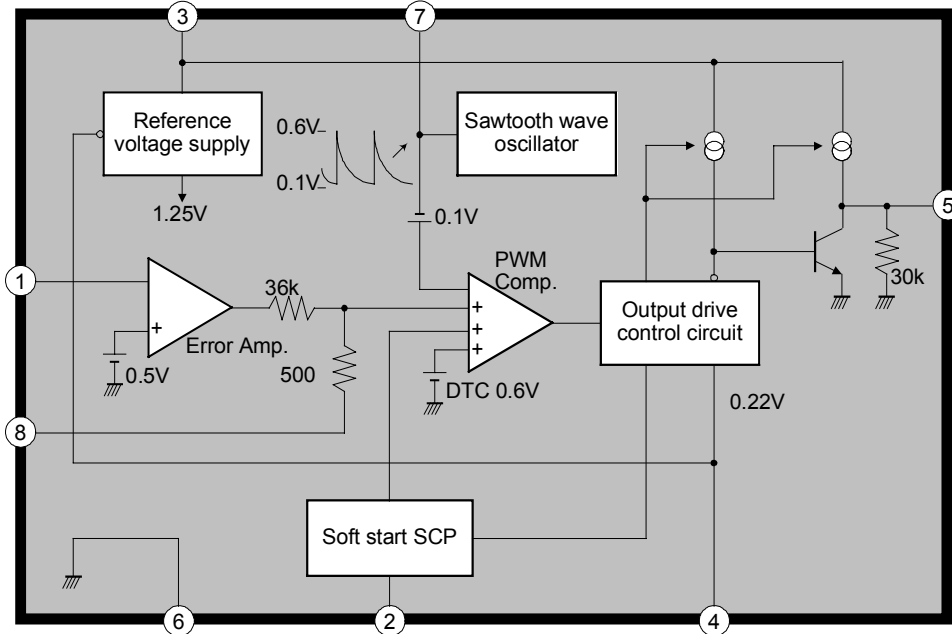 3
7
Reference
voltage supply
0.6V
0.1V
Sawtooth wave
oscillator
1.25V
0.1V
5
1
36k
PWM
Comp.
30k
+
+
+
+
Output drive
control circuit
Error Amp.
0.5V
500
DTC 0.6V
0.22V
8
Soft start SCP
6
2
4